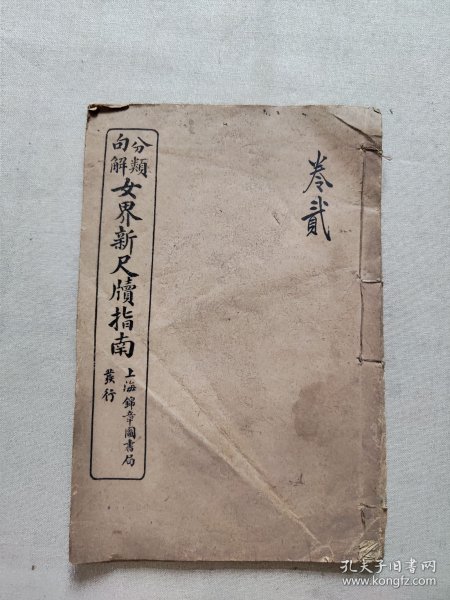 卷貳
分類
句解
女界新尺牘指南
上海錦章圖書局
發行
孔夫子旧书网
www.kongfz.com